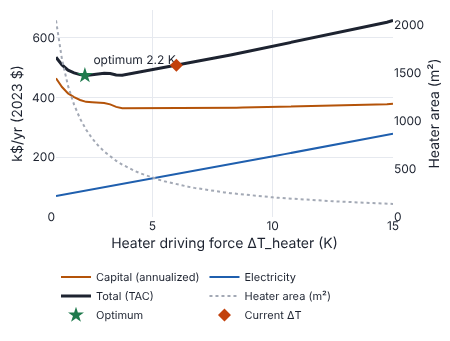 optimum 2.2 K
600
400
200
0
2000
1500
1000
500
0
5
10
15
k$/yr (2023 $)
Heater area (m²)
Heater driving force ΔT_heater (K)
Capital (annualized)
Electricity
Total (TAC)
Heater area (m²)
Optimum
Current ΔT